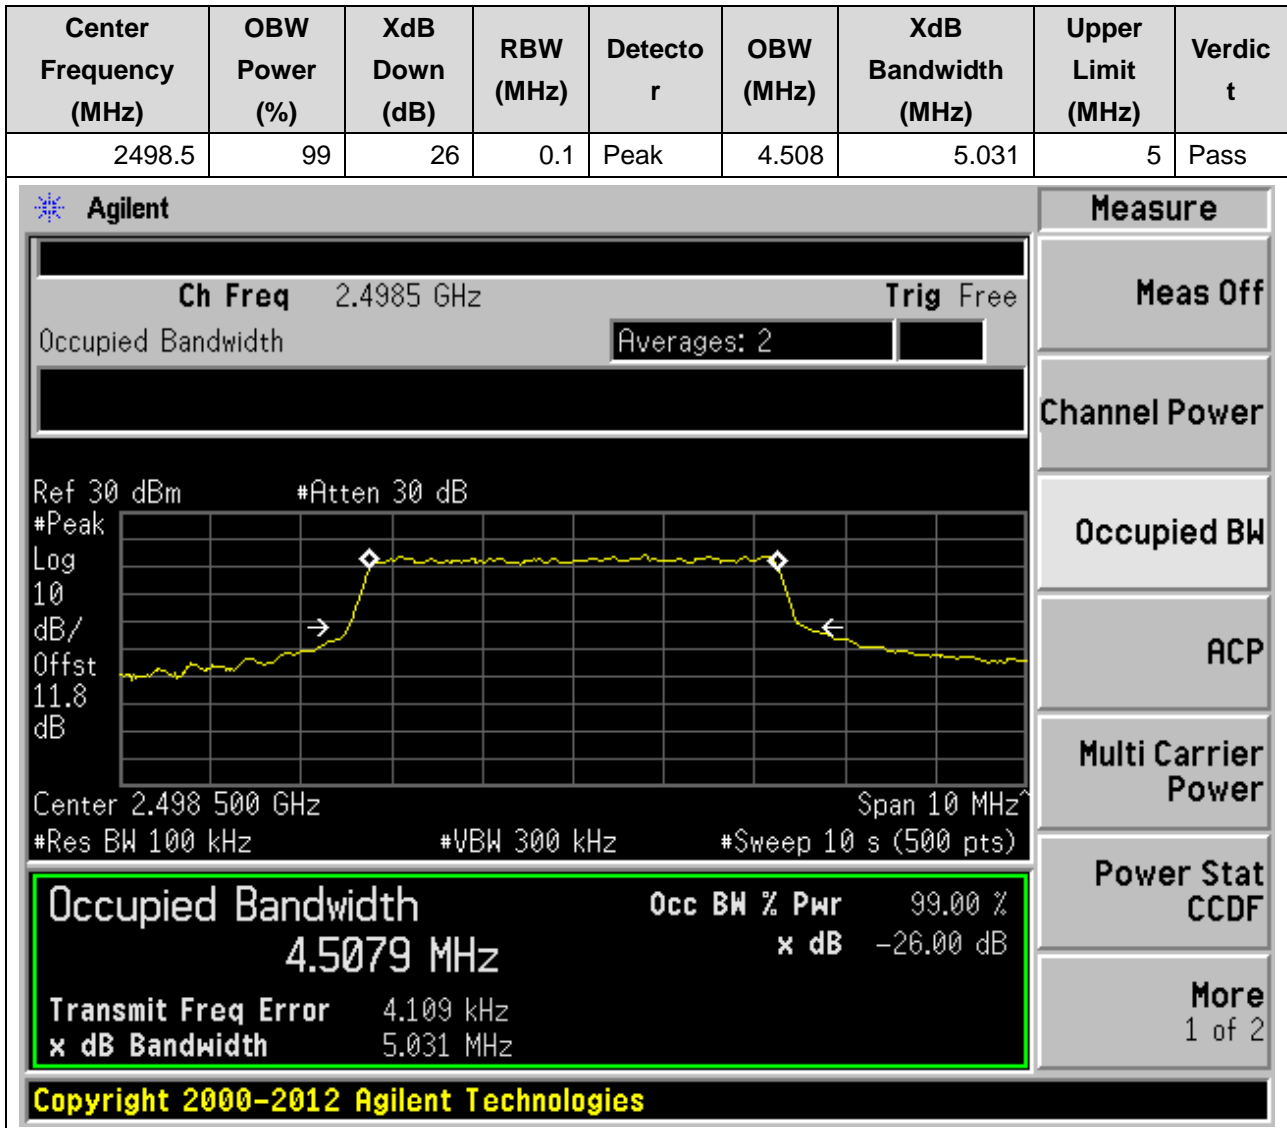 Center Frequency (MHz) OBW Power (%) XdB Down (dB) RBW (MHz) Detecto r OBW (MHz) XdB Bandwidth (MHz) Upper Limit (MHz) Verdic t
2498.5 99 26 0.1 Peak 4.508 5.031 5 Pass
Agilent
Measure
Ch Freq 2.4985 GHz Trig Free
Meas Off
Occupied Bandwidth Averages: 2
Channel Power
Ref 30 dBm #Atten 30 dB
#Peak
Log
10
dB/
Offst
11.8
dB
Occupied BW
ACP
Multi Carrier
Power
Center 2.498 500 GHz Span 10 MHz^
#Res BW 100 kHz #VBW 300 kHz #Sweep 10 s (500 pts)
Power Stat
CCDF
Occupied Bandwidth Occ BW % Pwr 99.00 %
4.5079 MHz x dB -26.00 dB
Transmit Freq Error 4.109 kHz
x dB Bandwidth 5.031 MHz
More
1 of 2
Copyright 2000-2012 Agilent Technologies